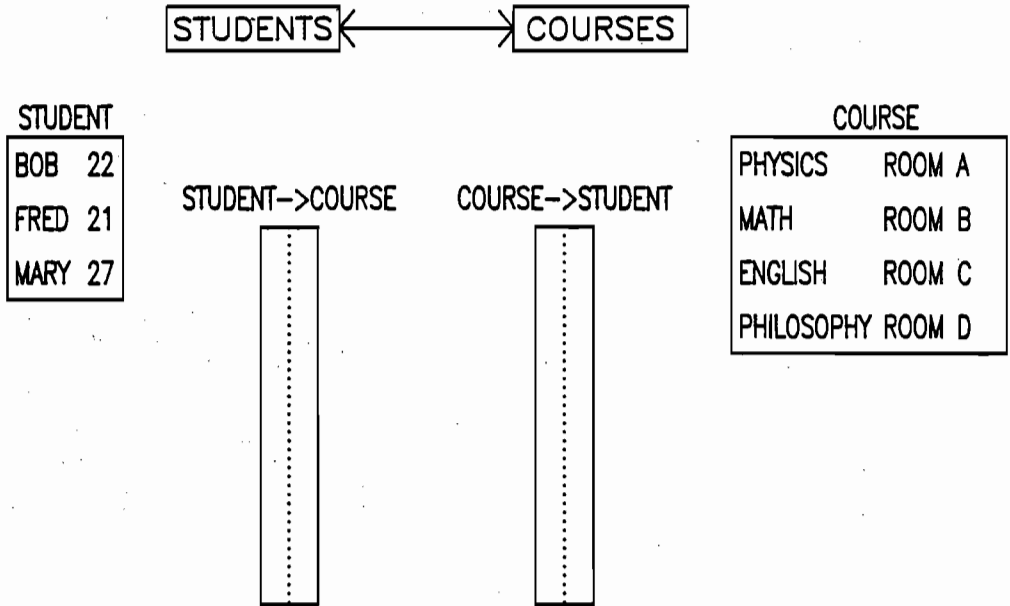 STUDENTS COURSES
STUDENT
BOB 22
FRED 21
MARY 27
STUDENT->COURSE
COURSE->STUDENT
COURSE
PHYSICS ROOM A
MATH ROOM B
ENGLISH ROOM C
PHILOSOPHY ROOM D